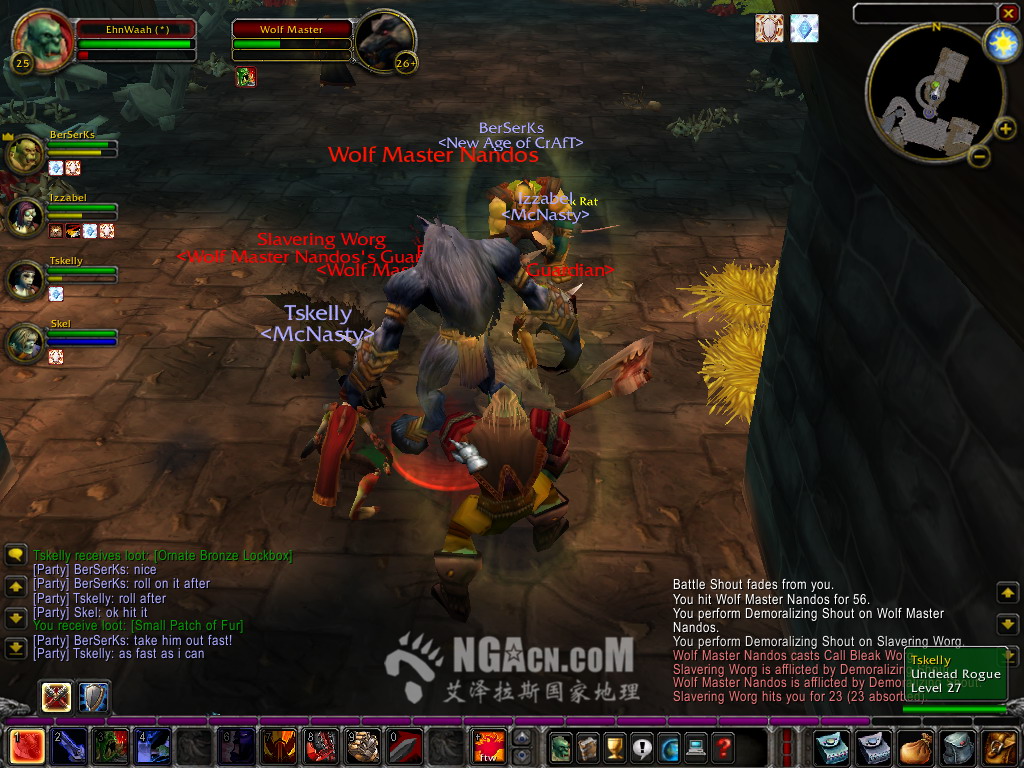 EhnWaah (*)
25
Wolf Master
26+
N
BerSerKs
Izzabel
Tskelly
Skel
BerSerKs
<New Age of CrAfT>
Wolf Master Nandos
Izzabel
k Rat
<McNasty>
Slavering Worg
<Wolf Master Nandos's Gua
<Wolf Ma
Guardian>
Tskelly
<McNasty>
Tskelly receives loot: [Ornate Bronze Lockbox]
[Party] BerSerKs: nice
[Party] BerSerKs: roll on it after
[Party] Tskelly: roll after
[Party] Skel: ok hit it
You receive loot: [Small Patch of Fur]
[Party] BerSerKs: take him out fast!
[Party] Tskelly: as fast as i can
Battle Shout fades from you.
You hit Wolf Master Nandos for 56.
You perform Demoralizing Shout on Wolf Master
Nandos.
You perform Demoralizing Shout on Slavering Worg.
Wolf Master Nandos casts Call Bleak Wo
Slavering Worg is afflicted by Demoralizin
Wolf Master Nandos is afflicted by Demo
Slavering Worg hits you for 23 (23 absorbed)
Tskelly
Undead Rogue
Level 27
NGACN.COM
艾泽拉斯国家地理
1
2
3
4
6
7
8
9
0
Ftw